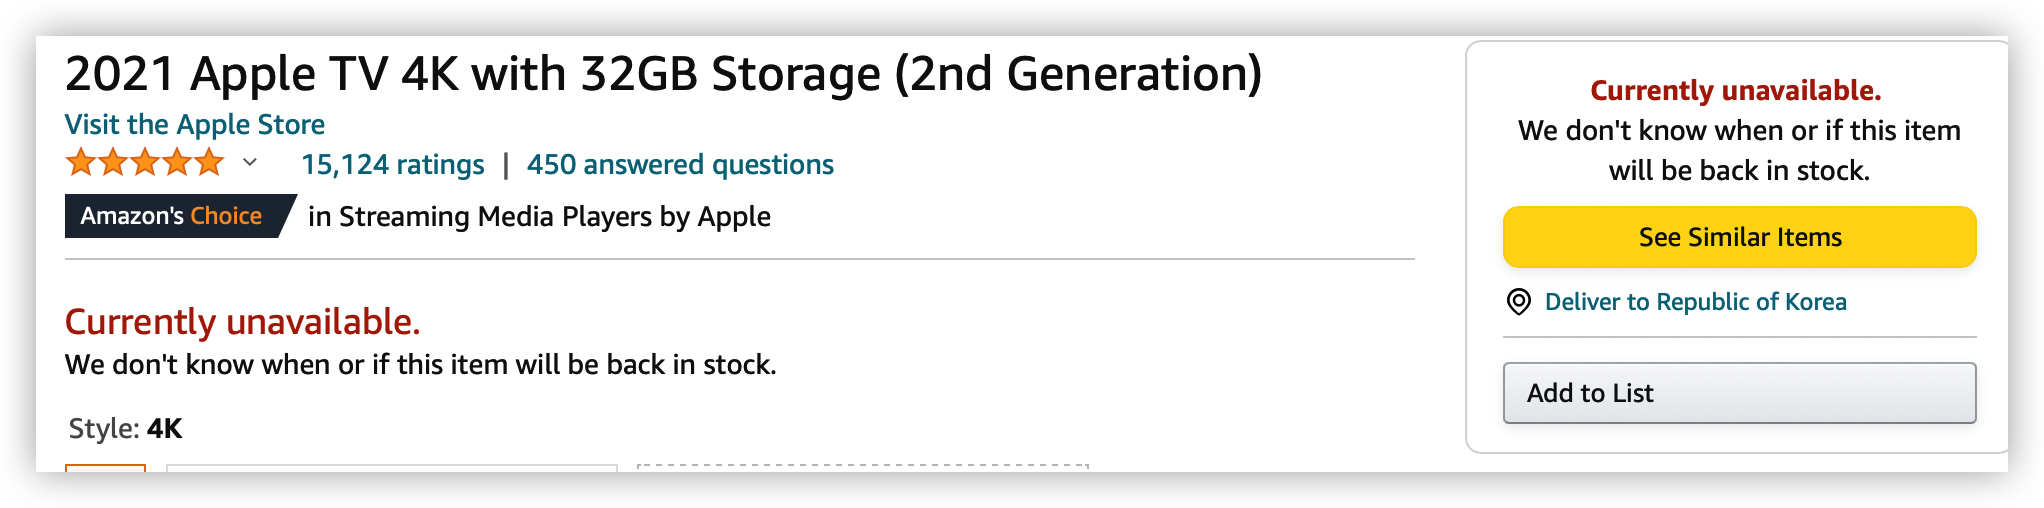 2021 Apple TV 4K with 32GB Storage (2nd Generation)
Visit the Apple Store
15,124 ratings | 450 answered questions
Amazon's Choice in Streaming Media Players by Apple
Currently unavailable.
We don't know when or if this item will be back in stock.
Style: 4K
Currently unavailable.
We don't know when or if this item
will be back in stock.
See Similar Items
Deliver to Republic of Korea
Add to List